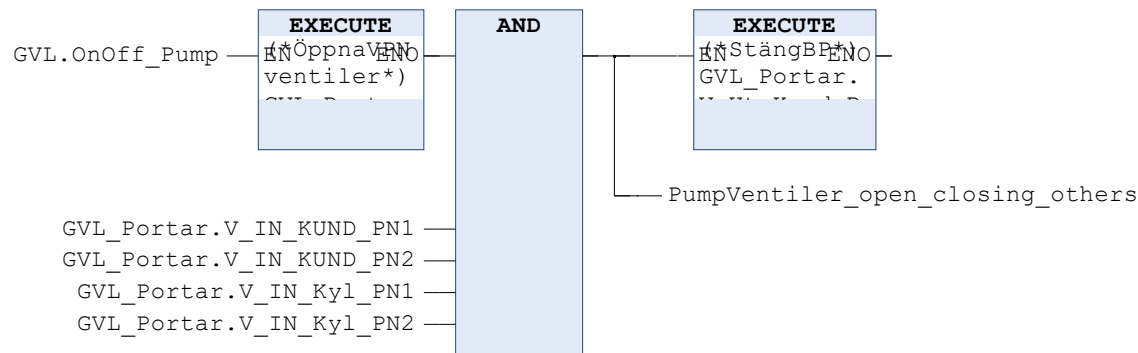 EXECUTE
AND
EXECUTE
GVL.OnOff_Pump
EN
ENO
(*ÖppnaVPN
ventiler*)
EN
ENO
(*StängBP*)
GVL_Portar.
PumpVentiler_open_closing_others
GVL_Portar.V_IN_KUND_PN1
GVL_Portar.V_IN_KUND_PN2
GVL_Portar.V_IN_Kyl_PN1
GVL_Portar.V_IN_Kyl_PN2